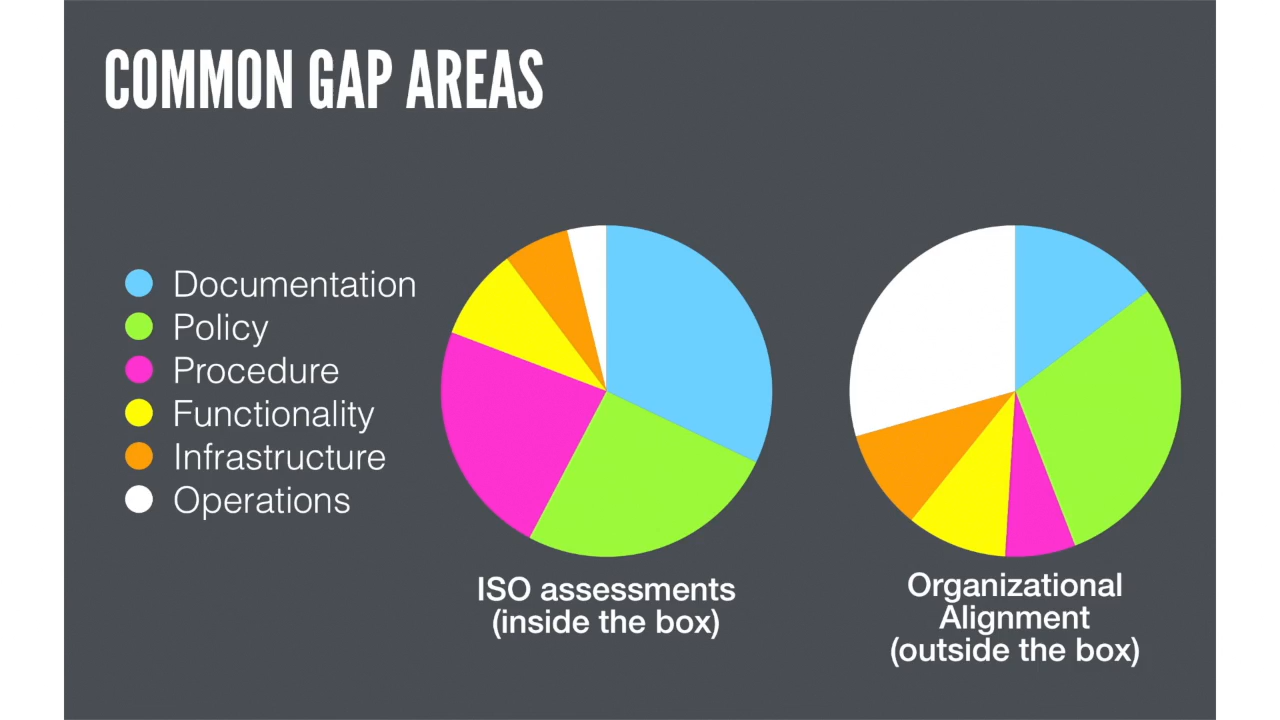 COMMON GAP AREAS
Documentation
Policy
Procedure
Functionality
Infrastructure
Operations
ISO assessments
(inside the box)
Organizational
Alignment
(outside the box)